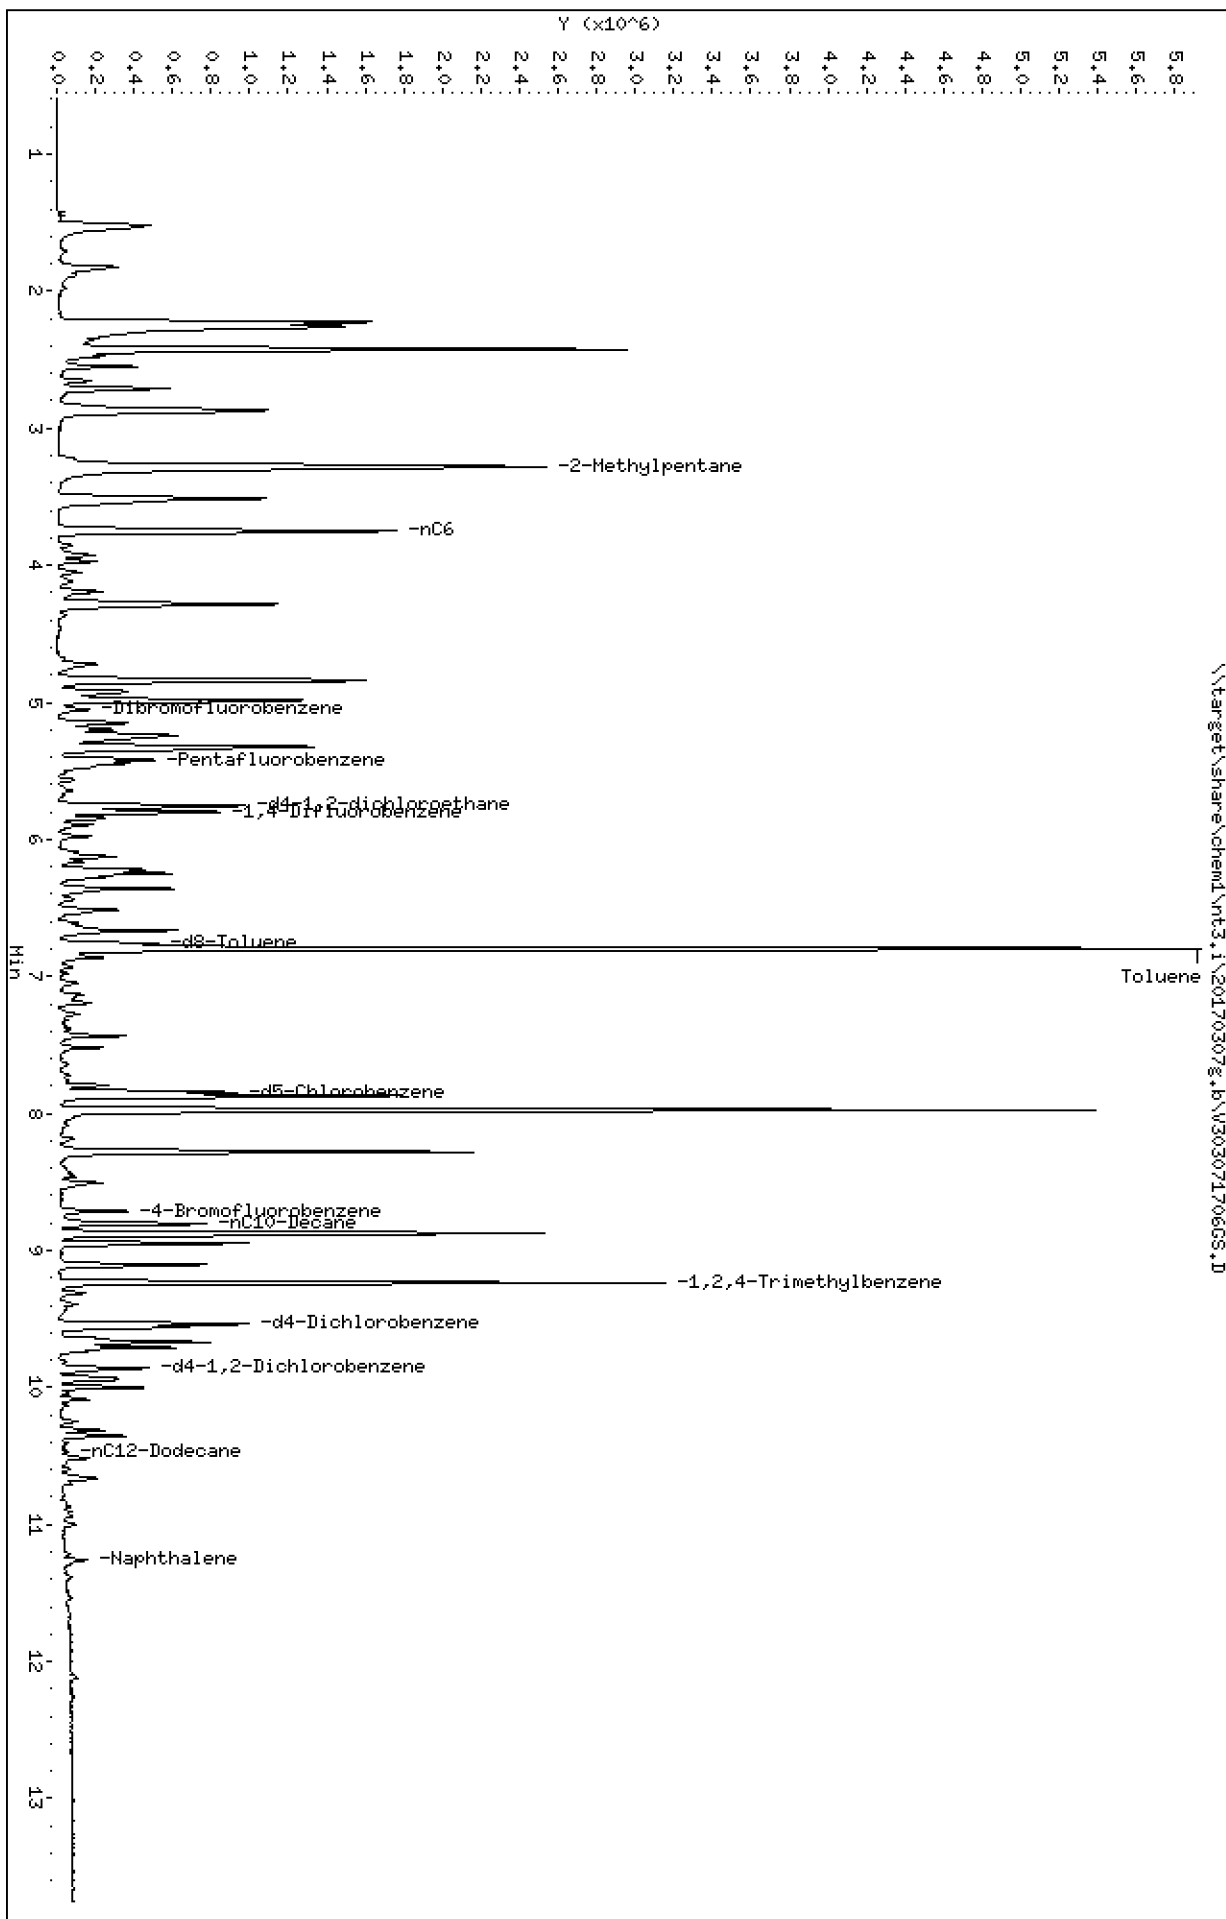 \\target\share\chem1\nt3.i\20170307g.b\V303071706GS.D
Y (x10^6)
0.0
0.2
0.4
0.6
0.8
1.0
1.2
1.4
1.6
1.8
2.0
2.2
2.4
2.6
2.8
3.0
3.2
3.4
3.6
3.8
4.0
4.2
4.4
4.6
4.8
5.0
5.2
5.4
5.6
5.8
1
2
3
4
5
6
7
8
9
10
11
12
13
Min
-2-Methylpentane
-nC6
-Dibromofluorobenzene
-Pentafluorobenzene
-d4-1,2-dichloroethane
-1,4-Difluorobenzene
-d8-Toluene
Toluene
-d5-Chlorobenzene
-4-Bromofluorobenzene
-nC10-Decane
-1,2,4-Trimethylbenzene
-d4-Dichlorobenzene
-d4-1,2-Dichlorobenzene
-nC12-Dodecane
-Naphthalene